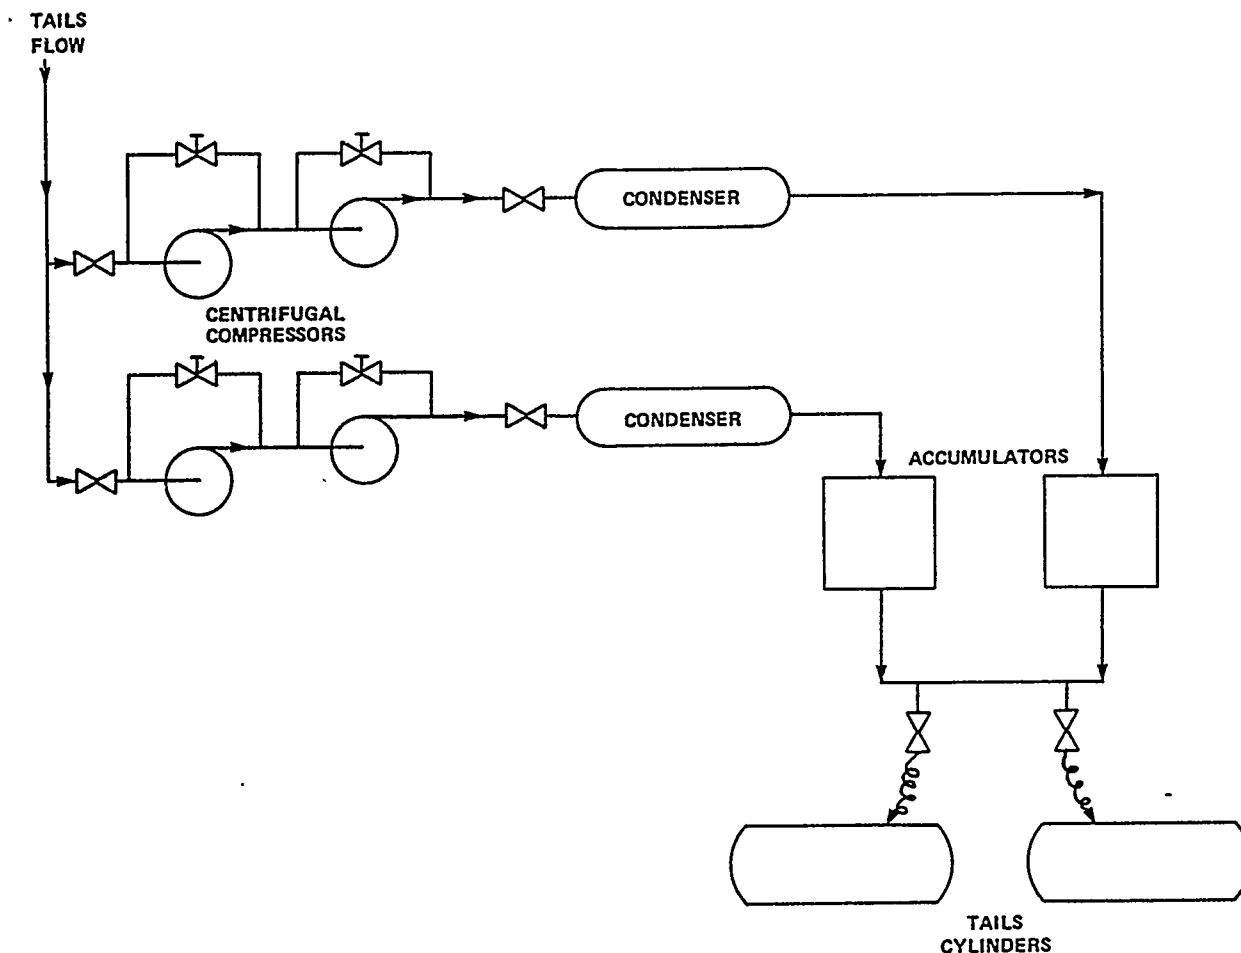 TAILS
FLOW
CONDENSER
CENTRIFUGAL
COMPRESSORS
CONDENSER
ACCUMULATORS
TAILS
CYLINDERS